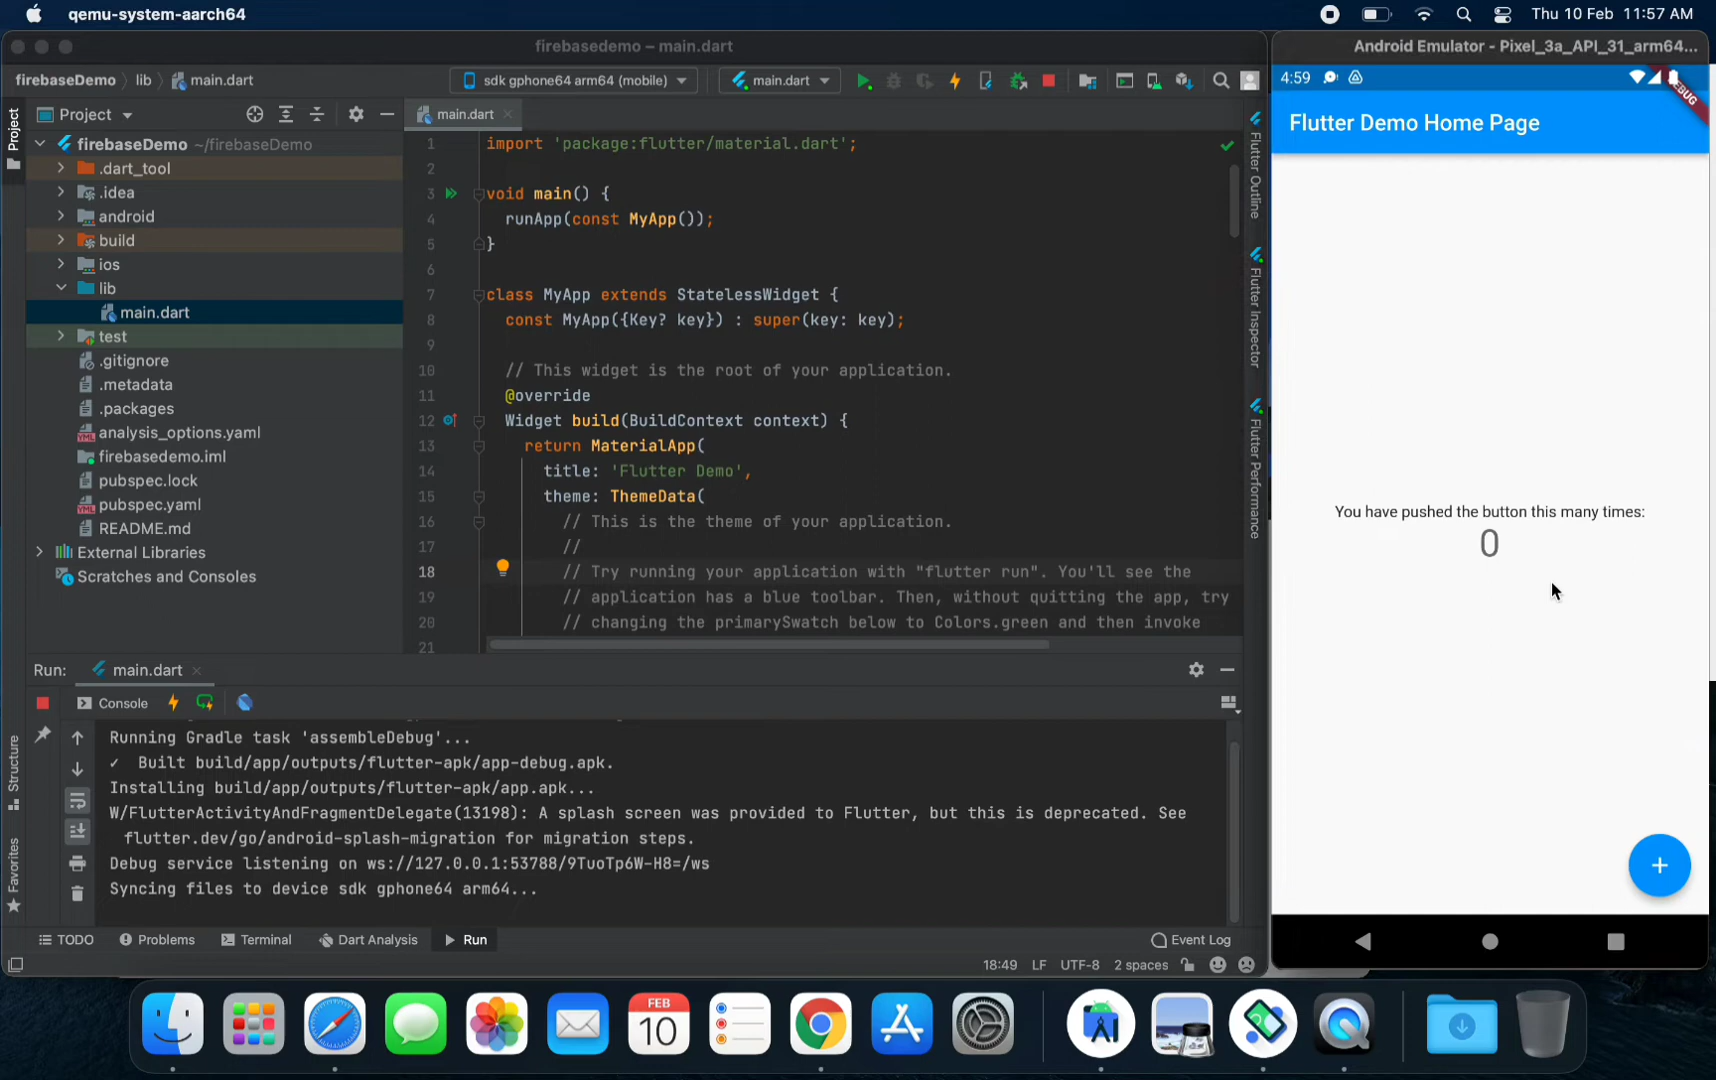 qemu-system-aarch64
Thu 10 Feb 11:57 AM
firebasedemo – main.dart
Android Emulator - Pixel_3a_API_31_arm64...
firebaseDemo
lib
main.dart
sdk gphone64 arm64 (mobile)
main.dart
4:59
Flutter Demo Home Page
Project
Project
main.dart
firebaseDemo ~/firebaseDemo
.dart_tool
.idea
android
build
ios
lib
main.dart
test
.gitignore
.metadata
.packages
analysis_options.yaml
firebasedemo.iml
pubspec.lock
pubspec.yaml
README.md
External Libraries
Scratches and Consoles
1 import 'package:flutter/material.dart';
2
3 void main() {
4 runApp(const MyApp());
5 }
6
7 class MyApp extends StatelessWidget {
8 const MyApp({Key? key}) : super(key: key);
9
10 // This widget is the root of your application.
11 @override
12 Widget build(BuildContext context) {
13 return MaterialApp(
14 title: 'Flutter Demo',
15 theme: ThemeData(
16 // This is the theme of your application.
17 //
18 // Try running your application with "flutter run". You'll see the
19 // application has a blue toolbar. Then, without quitting the app, try
20 // changing the primarySwatch below to Colors.green and then invoke
21
Flutter Outline
Flutter Inspector
Flutter Performance
You have pushed the button this many times:
0
+
Run:
main.dart
Console
Running Gradle task 'assembleDebug'...
✓ Built build/app/outputs/flutter-apk/app-debug.apk.
Installing build/app/outputs/flutter-apk/app.apk...
W/FlutterActivityAndFragmentDelegate(13198): A splash screen was provided to Flutter, but this is deprecated. See
flutter.dev/go/android-splash-migration for migration steps.
Debug service listening on ws://127.0.0.1:53788/9TuoTp6W-H8=/ws
Syncing files to device sdk gphone64 arm64...
Structure
Favorites
TODO
Problems
Terminal
Dart Analysis
Run
Event Log
18:49 LF UTF-8 2 spaces
FEB
10